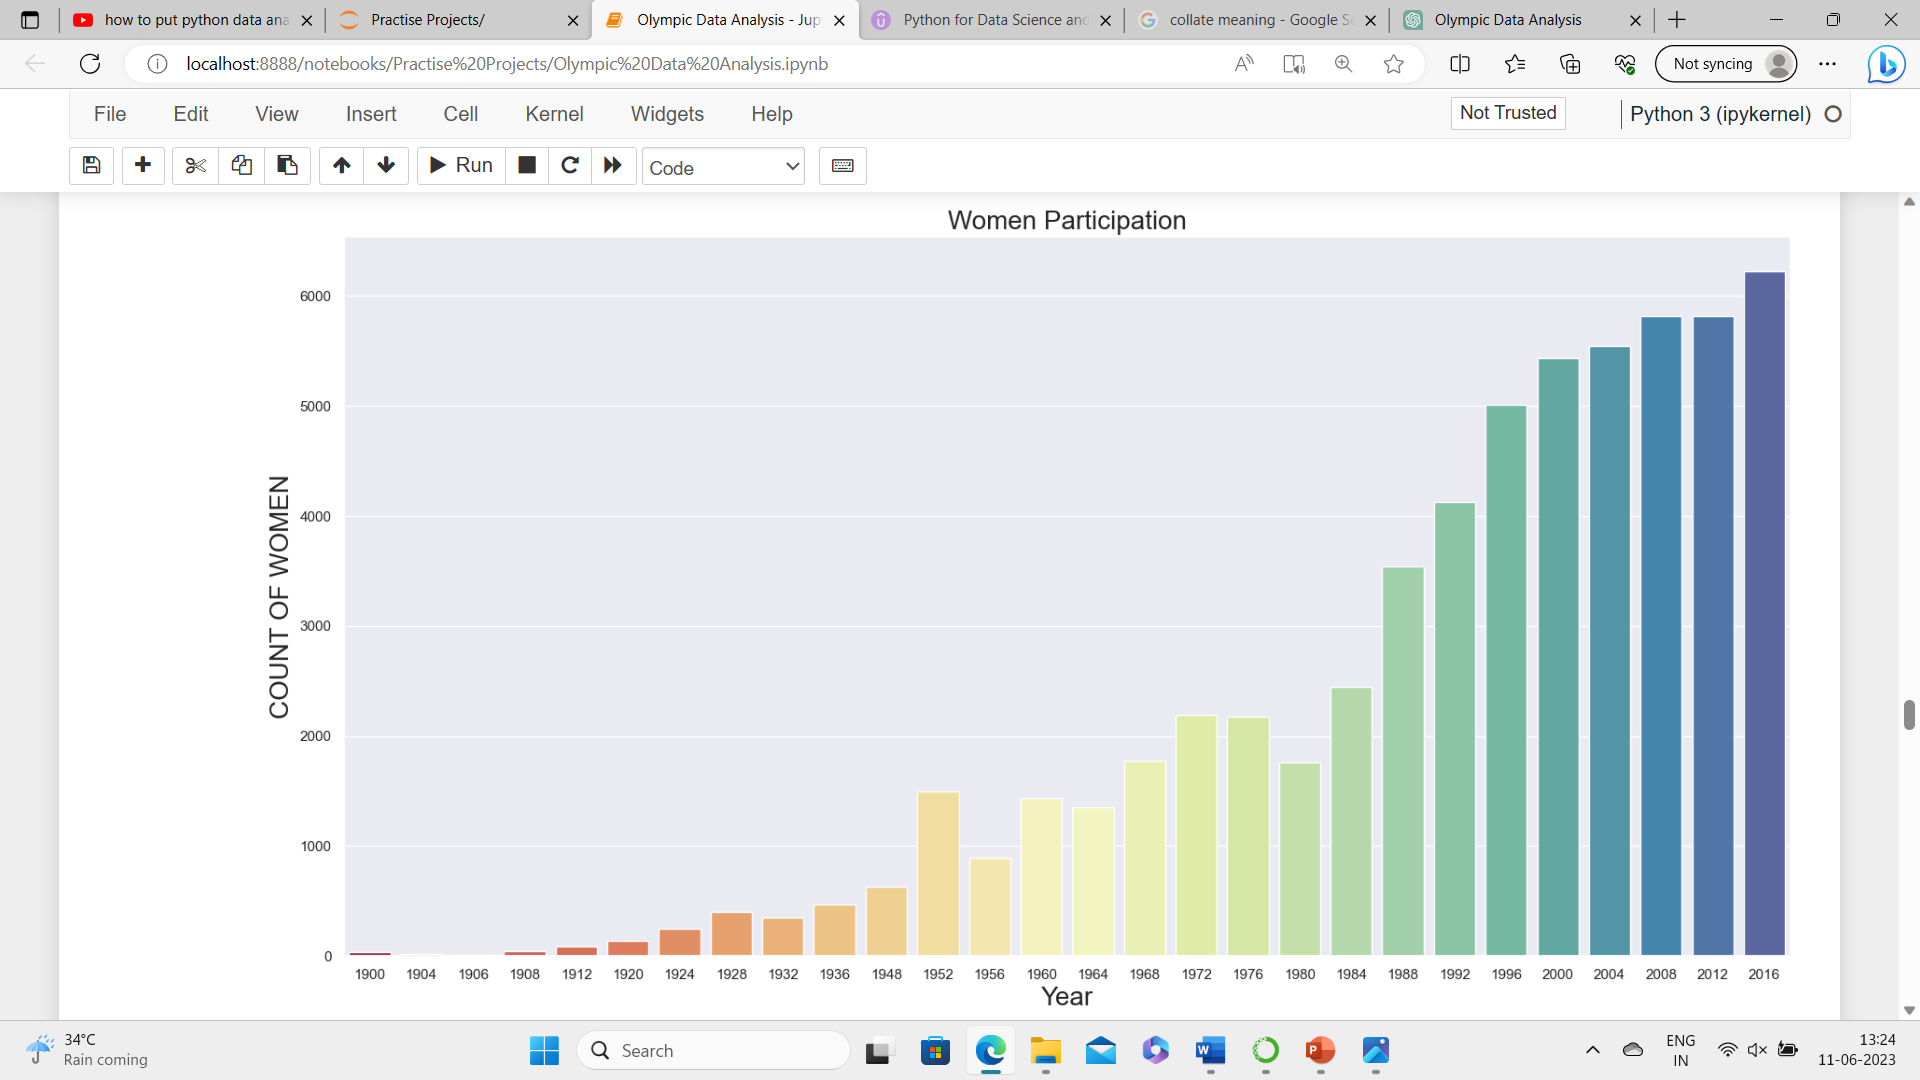 how to put python data ana
Practise Projects/
Olympic Data Analysis - Jup
Python for Data Science and
collate meaning - Google Se
Olympic Data Analysis
localhost:8888/notebooks/Practise%20Projects/Olympic%20Data%20Analysis.ipynb
Not syncing
File Edit View Insert Cell Kernel Widgets Help
Not Trusted
Python 3 (ipykernel)
Run
Code
Women Participation
COUNT OF WOMEN
6000
5000
4000
3000
2000
1000
0
1900 1904 1906 1908 1912 1920 1924 1928 1932 1936 1948 1952 1956 1960 1964 1968 1972 1976 1980 1984 1988 1992 1996 2000 2004 2008 2012 2016
Year
34°C
Rain coming
Search
ENG
IN
13:24
11-06-2023